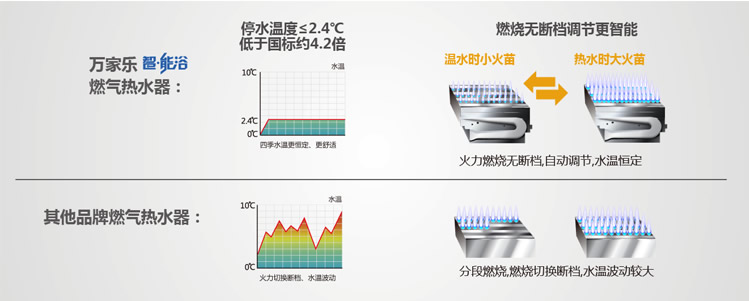 停水温度≤2.4℃
低于国标约4.2倍
燃烧无断档调节更智能
万家乐 智·能浴
燃气热水器：
水温
10℃
2.4℃
0℃
四季水温更恒定、更舒适
温水时小火苗
热水时大火苗
火力燃烧无断档,自动调节,水温恒定
其他品牌燃气热水器：
水温
10℃
0℃
火力切换断档、水温波动
分段燃烧,燃烧切换断档,水温波动较大